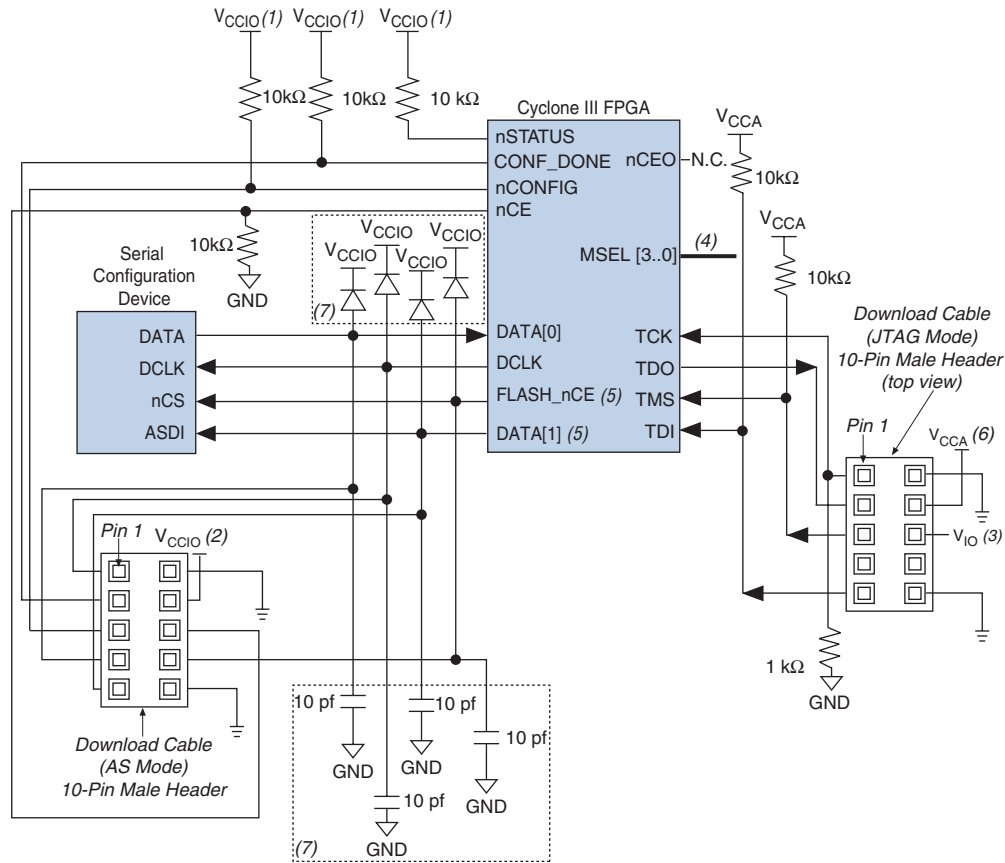 VCCIO (1) VCCIO (1) VCCIO (1)
10kΩ 10kΩ 10 kΩ
Cyclone III FPGA
nSTATUS
CONF_DONE
nCONFIG
nCE
nCEO N.C.
MSEL [3..0] (4)
VCCA
10kΩ
VCCA
10kΩ
10kΩ
GND
VCCIO VCCIO VCCIO VCCIO
(7)
Serial
Configuration
Device
DATA
DCLK
nCS
ASDI
DATA[0]
DCLK
FLASH_nCE (5)
DATA[1] (5)
TCK
TDO
TMS
TDI
Download Cable
(JTAG Mode)
10-Pin Male Header
(top view)
Pin 1
VCCA (6)
VIO (3)
1 kΩ
GND
Pin 1
VCCIO (2)
Download Cable
(AS Mode)
10-Pin Male Header
10 pf
GND
10 pf
GND
10 pf
GND
10 pf
GND
(7)